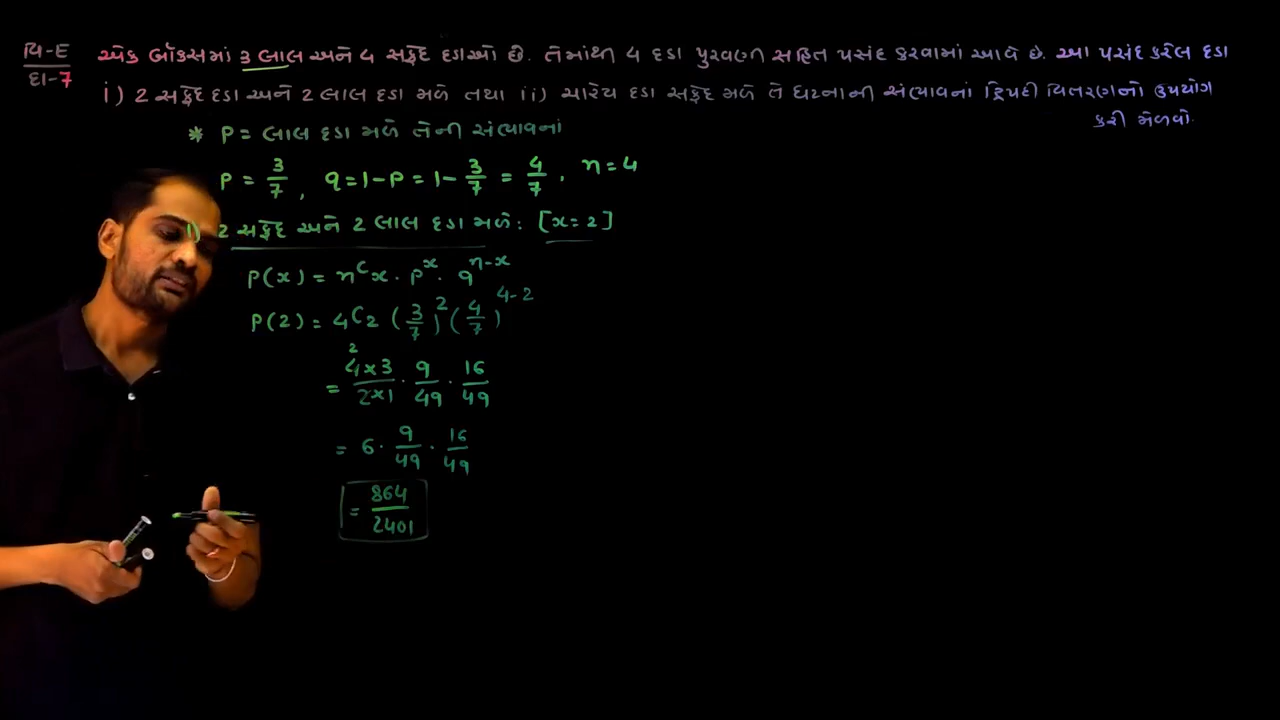 વિ-E
દા-7
એક બૉક્સમાં 3 લાલ અને 4 સફેદ દડાઓ છે. તેમાંથી 4 દડા પુરવણી સહિત પસંદ કરવામાં આવે છે. આ પસંદ કરેલ દડા
i) 2 સફેદ દડા અને 2 લાલ દડા મળે તથા ii) ચારેય દડા સફેદ મળે તે ઘટનાની સંભાવના દ્વિપદી વિતરણનો ઉપયોગ
કરી મેળવો.
* P = લાલ દડા મળે તેની સંભાવના
P = 3/7 , q = 1 - P = 1 - 3/7 = 4/7 , n = 4
i) 2 સફેદ અને 2 લાલ દડા મળે : [x = 2]
P(x) = nCx · P^x · q^(n-x)
P(2) = 4C2 (3/7)^2 (4/7)^(4-2)
2
= 4×3/2×1 · 9/49 · 16/49
= 6 · 9/49 · 16/49
= 864/2401